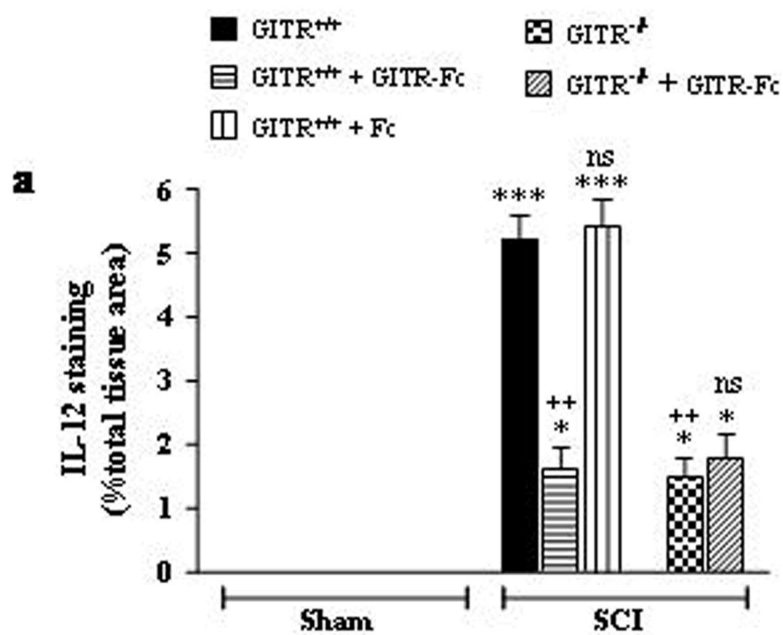 GITR+/+
GITR-/-
GITR+/+ + GITR-Fc
GITR-/- + GITR-Fc
GITR+/+ + Fc
a
IL-12 staining
(%total tissue area)
6
5
4
3
2
1
0
***
++
*
ns
***
++
*
ns
*
Sham
SCI